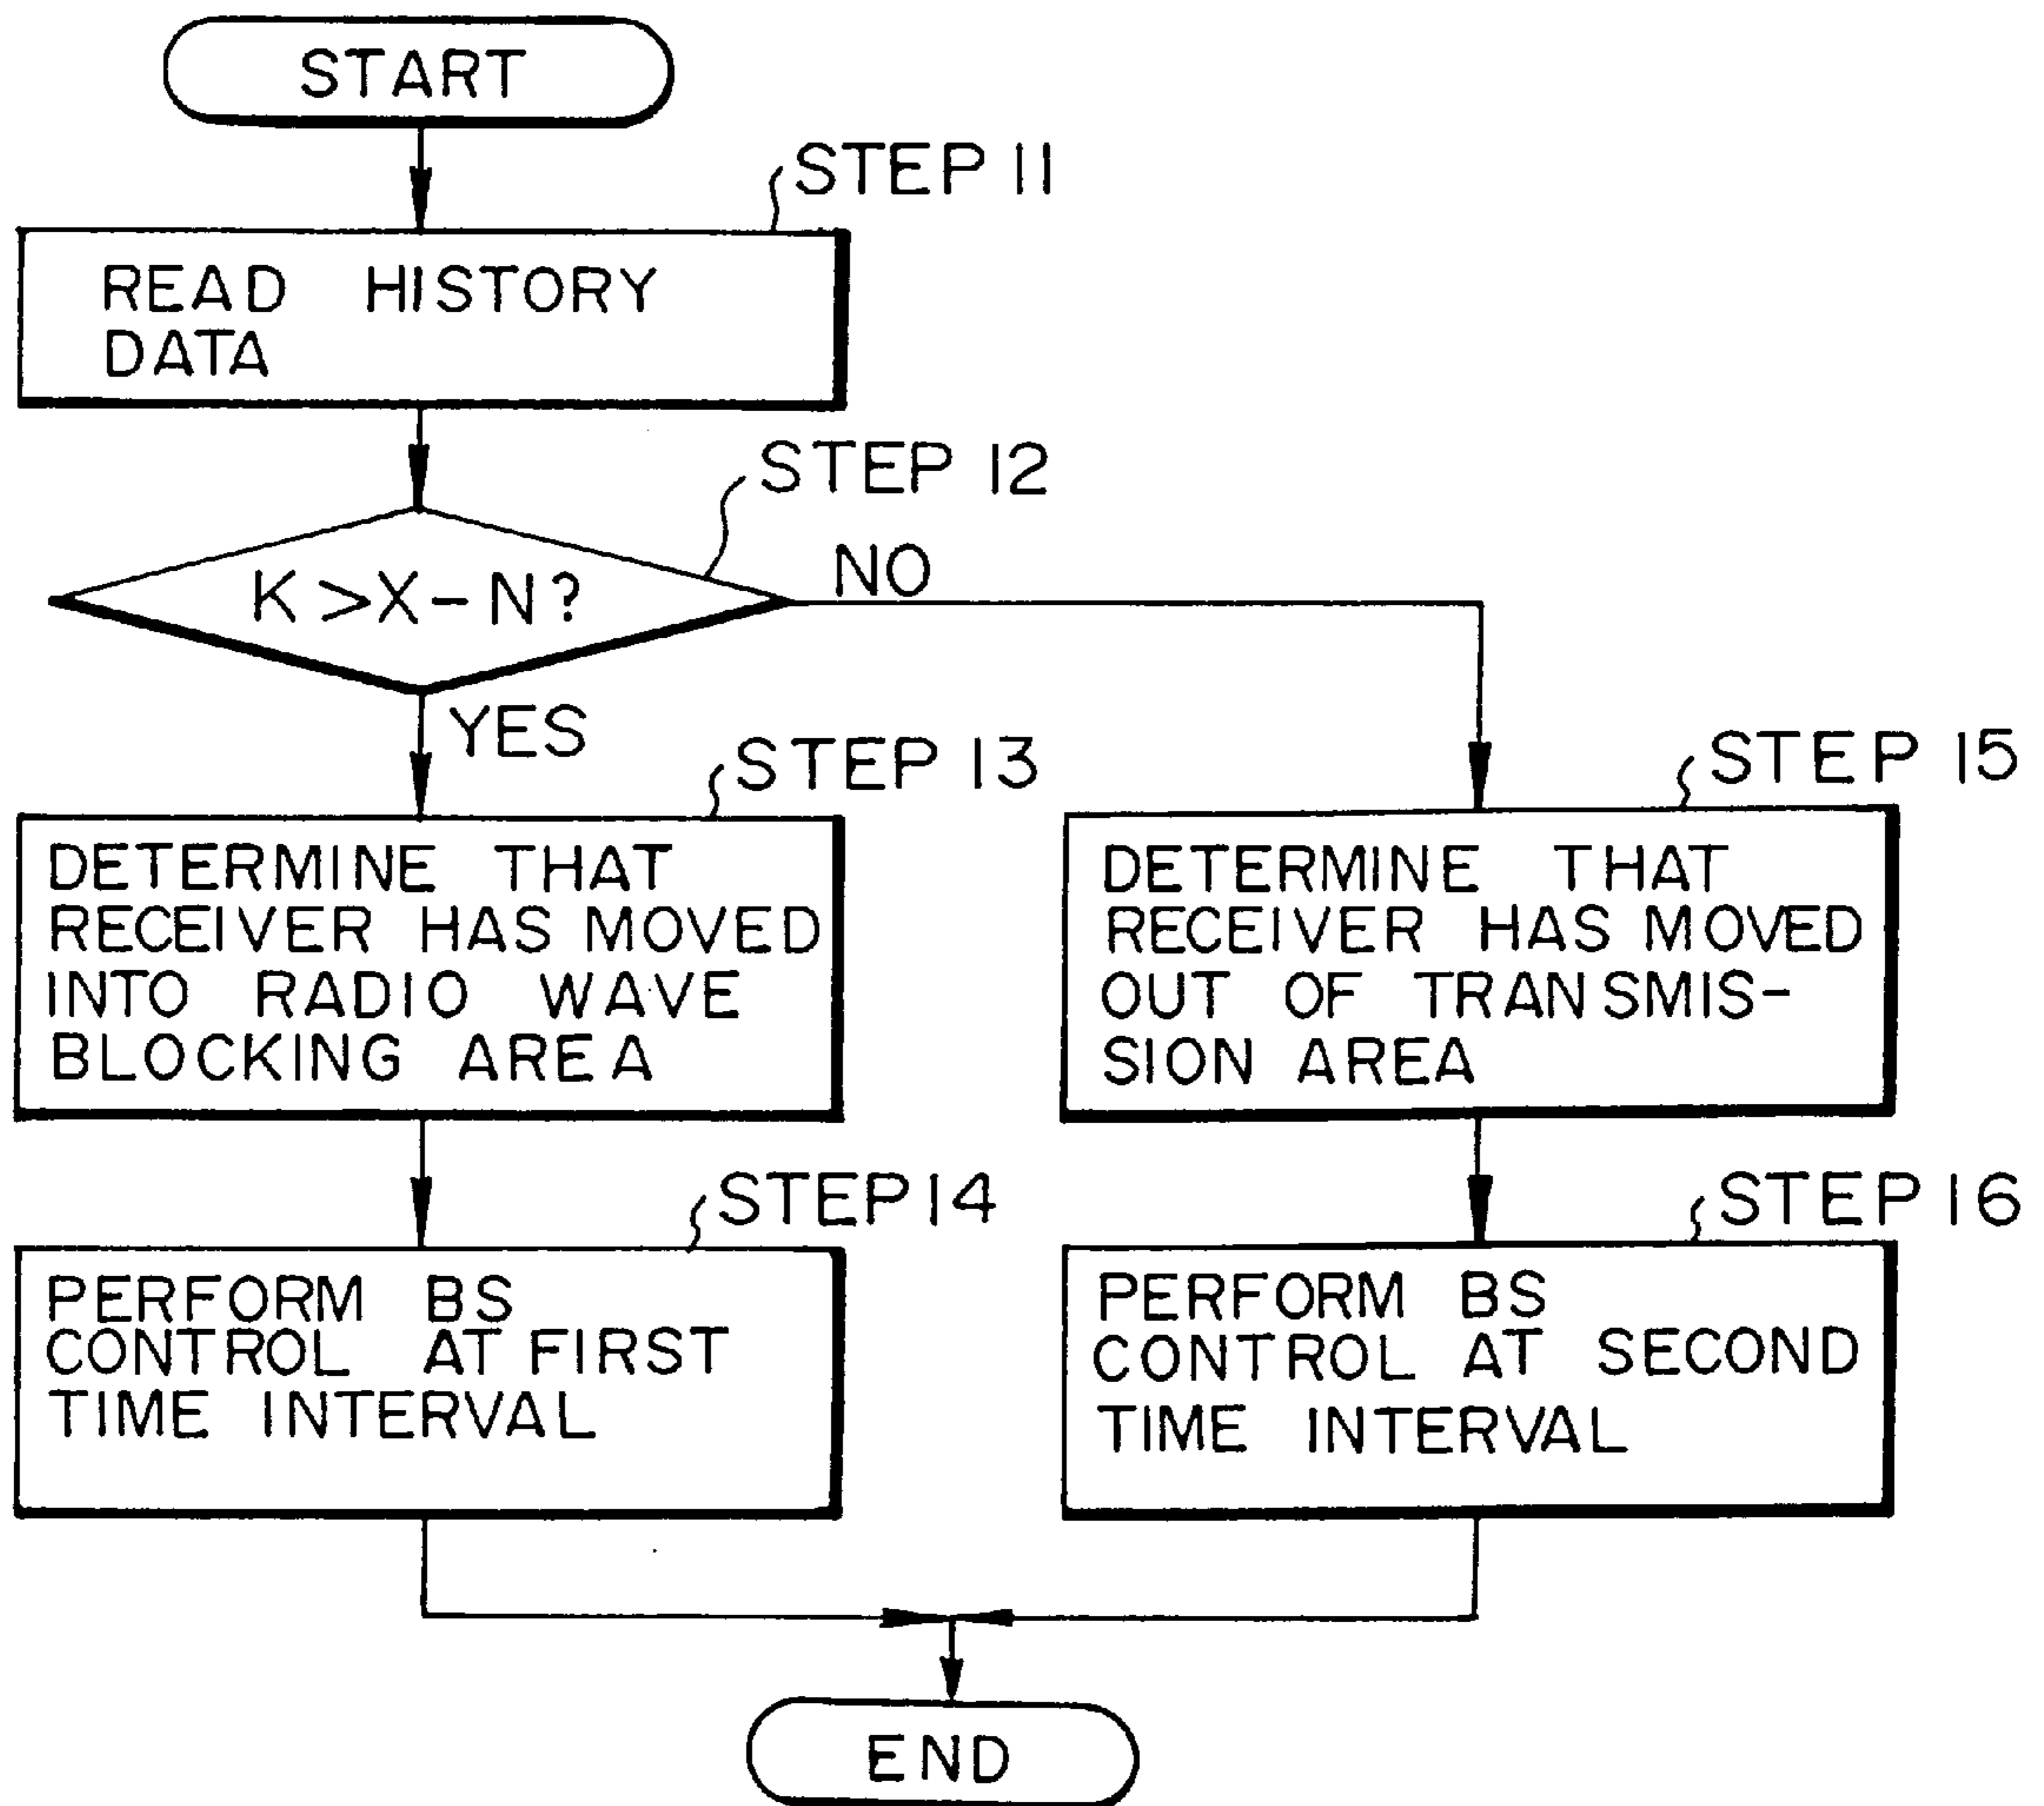 START
STEP 11
READ HISTORY
DATA
STEP 12
K>X-N?
NO
YES
STEP 13
DETERMINE THAT
RECEIVER HAS MOVED
INTO RADIO WAVE
BLOCKING AREA
STEP 15
DETERMINE THAT
RECEIVER HAS MOVED
OUT OF TRANSMIS-
SION AREA
STEP 14
PERFORM BS
CONTROL AT FIRST
TIME INTERVAL
STEP 16
PERFORM BS
CONTROL AT SECOND
TIME INTERVAL
END